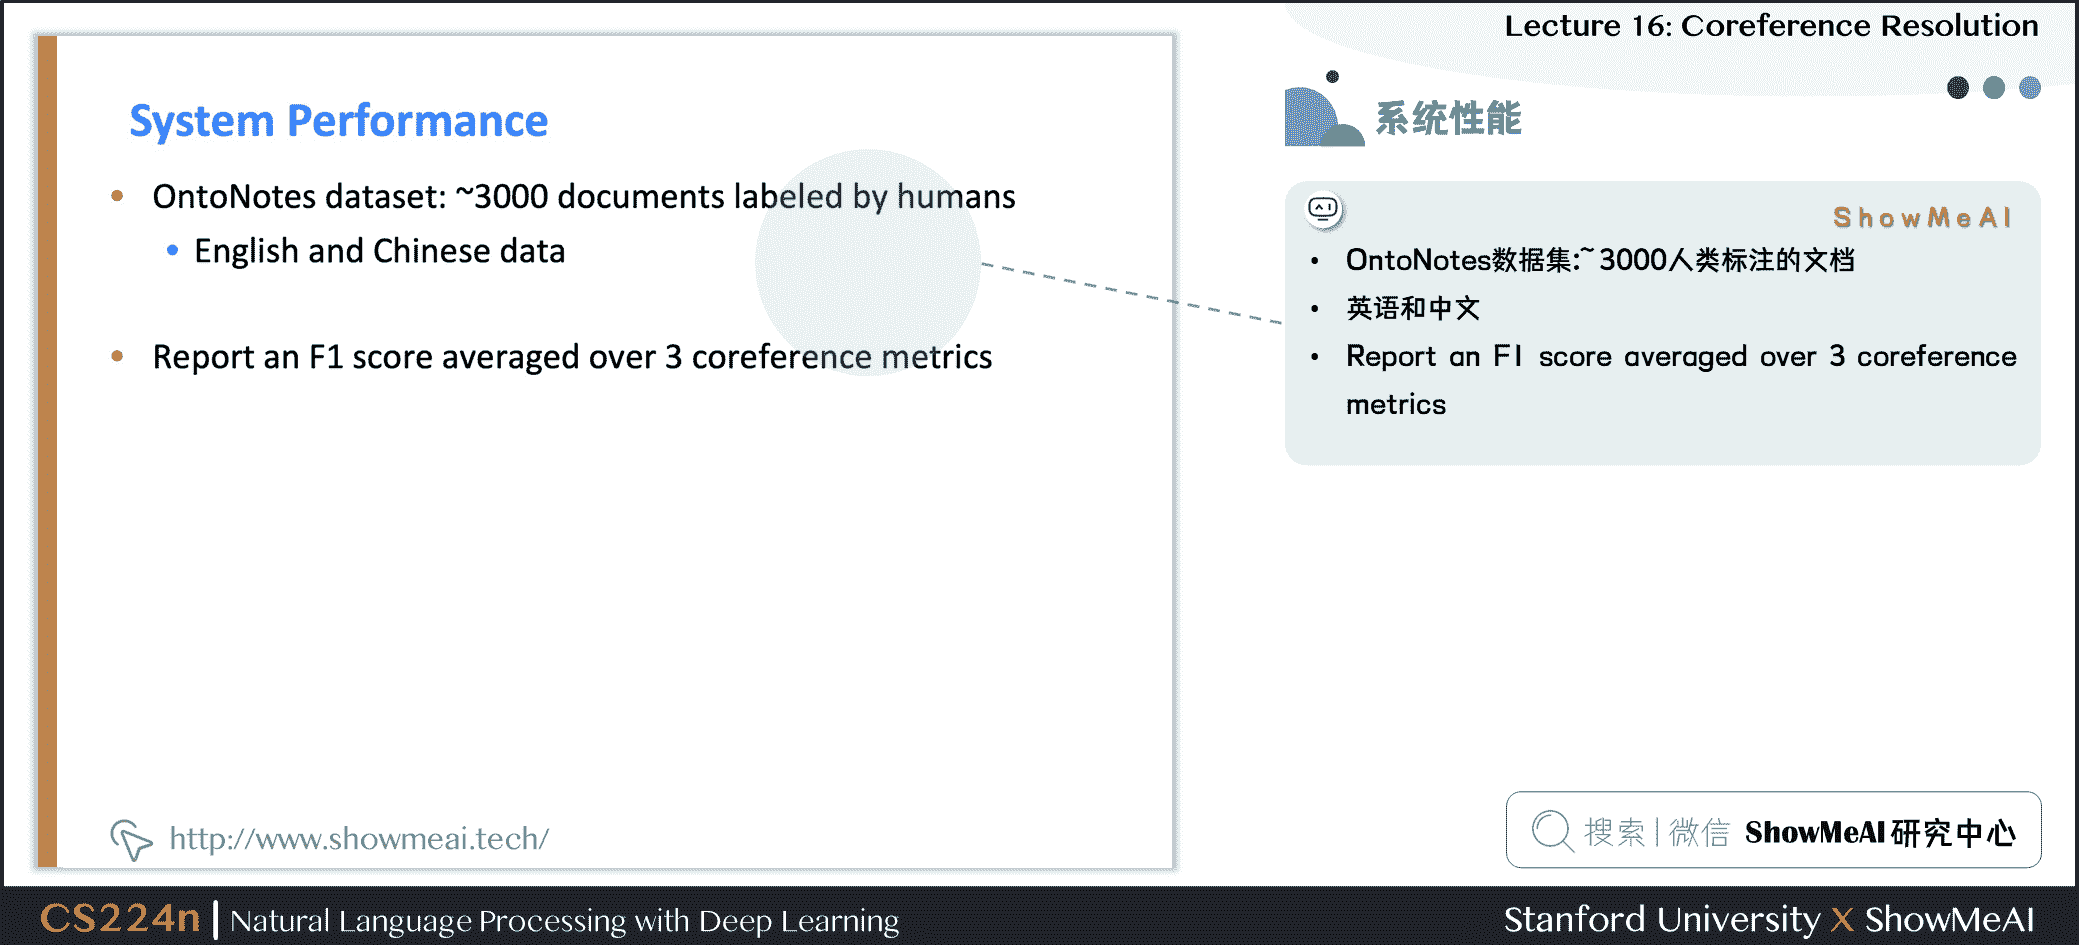 Lecture 16: Coreference Resolution
System Performance
• OntoNotes dataset: ~3000 documents labeled by humans
• English and Chinese data
• Report an F1 score averaged over 3 coreference metrics
http://www.showmeai.tech/
系统性能
ShowMeAI
• OntoNotes数据集:~3000人类标注的文档
• 英语和中文
• Report an F1 score averaged over 3 coreference
metrics
搜索|微信 ShowMeAI研究中心
CS224n | Natural Language Processing with Deep Learning
Stanford University X ShowMeAI